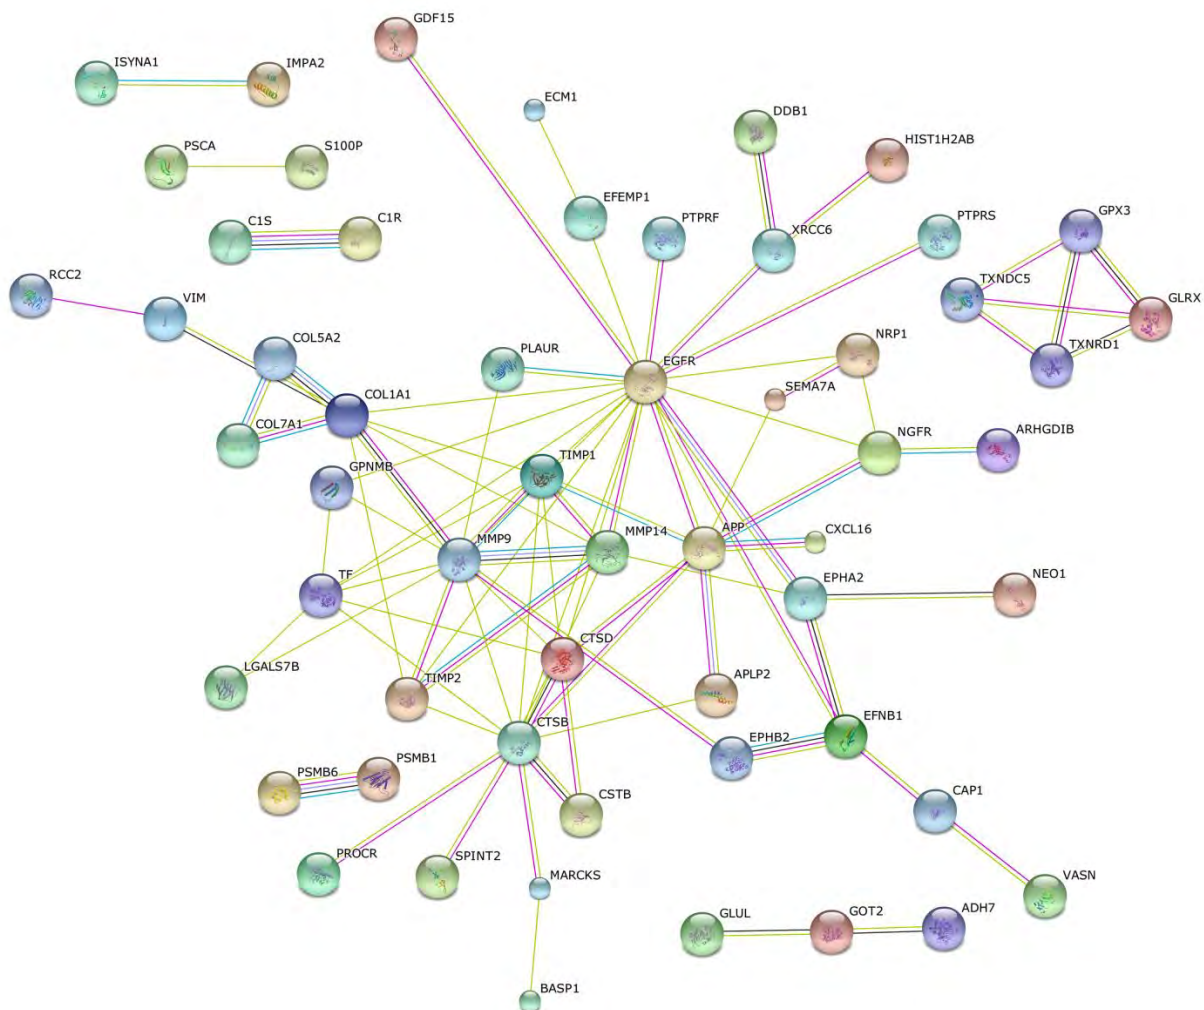 GDF15
ISYNA1
IMPA2
ECM1
DDB1
HIST1H2AB
PSCA
S100P
EFEMP1
PTPRF
XRCC6
PTPRS
GPX3
C1S
C1R
RCC2
VIM
TXNDC5
GLRX
COL5A2
PLAUR
EGFR
NRP1
TXNRD1
COL1A1
SEMA7A
COL7A1
NGFR
ARHGDIB
GPNMB
TIMP1
MMP9
MMP14
APP
CXCL16
TF
EPHA2
NEO1
CTSD
LGALS7B
TIMP2
APLP2
CTSB
EPHB2
EFNB1
PSMB6
PSMB1
CSTB
CAP1
PROCR
SPINT2
MARCKS
VASN
GLUL
GOT2
ADH7
BASP1